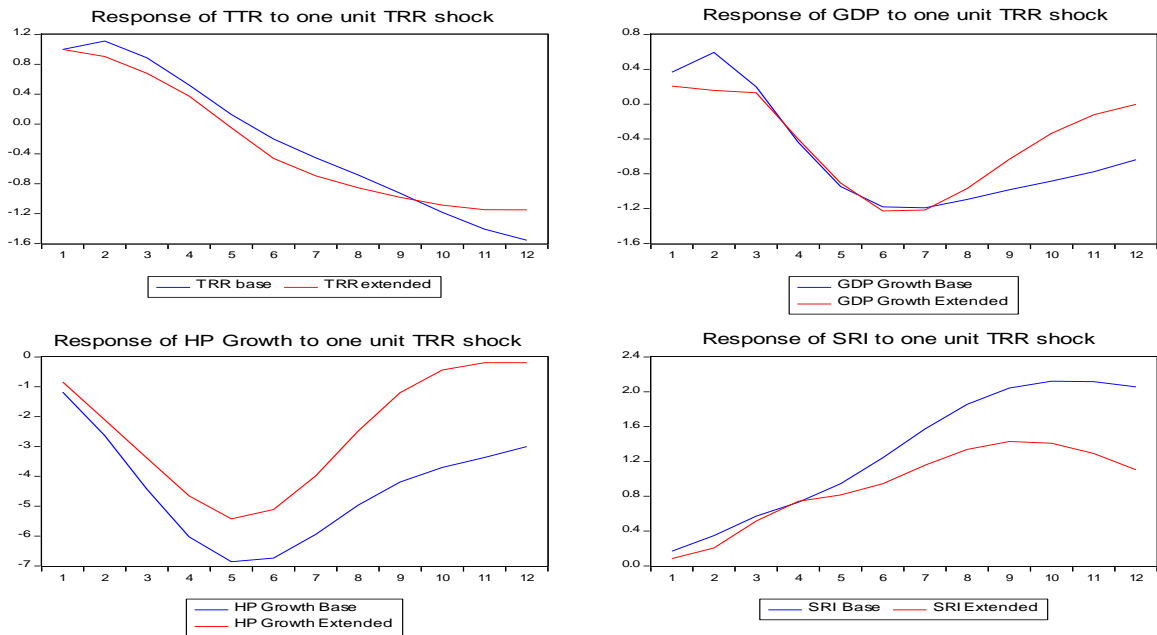 Response of TTR to one unit TRR shock
1.2
0.8
0.4
0.0
-0.4
-0.8
-1.2
-1.6
1 2 3 4 5 6 7 8 9 10 11 12
TRR base TRR extended
Response of GDP to one unit TRR shock
0.8
0.4
0.0
-0.4
-0.8
-1.2
-1.6
1 2 3 4 5 6 7 8 9 10 11 12
GDP Growth Base
GDP Growth Extended
Response of HP Growth to one unit TRR shock
0
-1
-2
-3
-4
-5
-6
-7
1 2 3 4 5 6 7 8 9 10 11 12
HP Growth Base
HP Growth Extended
Response of SRI to one unit TRR shock
2.4
2.0
1.6
1.2
0.8
0.4
0.0
1 2 3 4 5 6 7 8 9 10 11 12
SRI Base SRI Extended